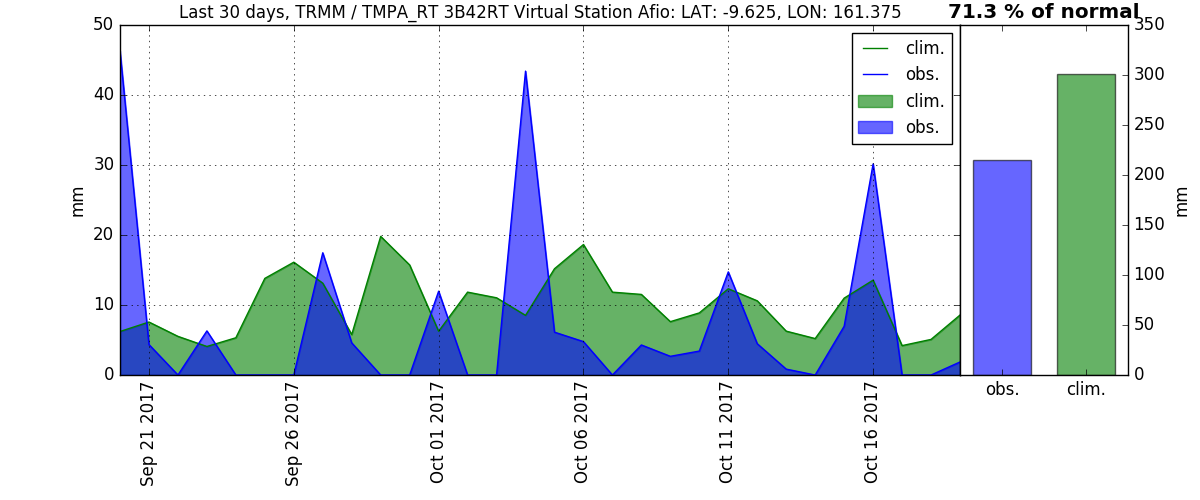 Last 30 days, TRMM / TMPA_RT 3B42RT Virtual Station Afio: LAT: -9.625, LON: 161.375
71.3 % of normal
50
40
30
20
10
0
mm
clim.
obs.
clim.
obs.
350
300
250
200
150
100
50
0
mm
Sep 21 2017
Sep 26 2017
Oct 01 2017
Oct 06 2017
Oct 11 2017
Oct 16 2017
obs.
clim.